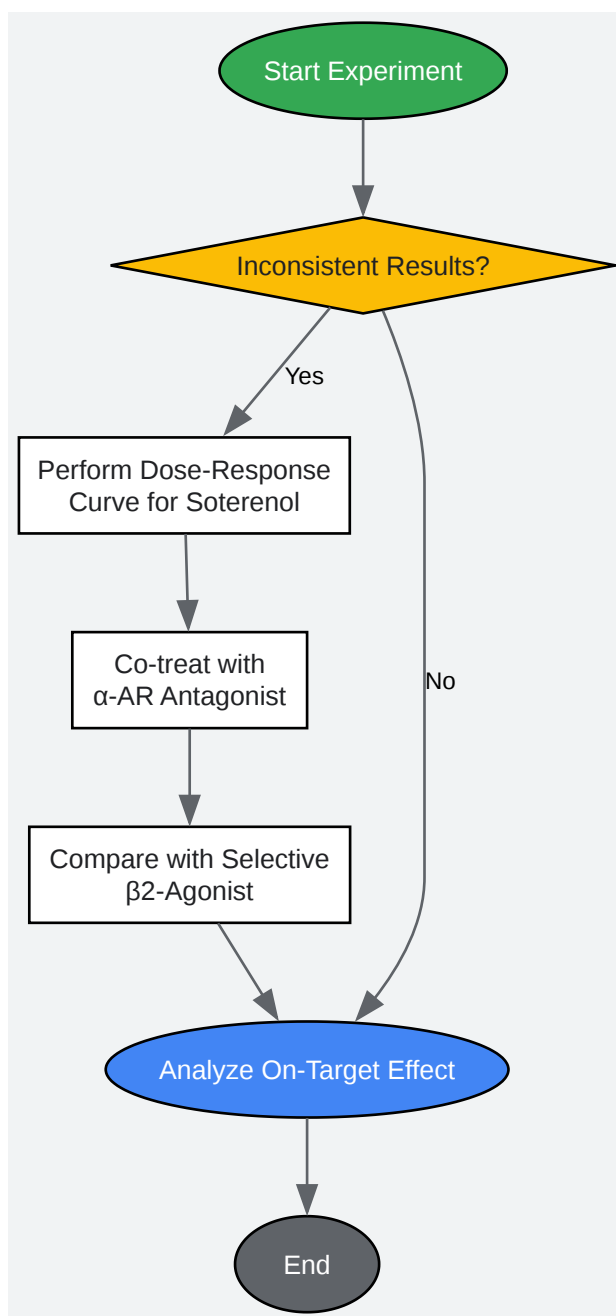 Start Experiment
Inconsistent Results?
Yes
Perform Dose-Response
Curve for Soterenol
Co-treat with
α-AR Antagonist
No
Compare with Selective
β2-Agonist
Analyze On-Target Effect
End